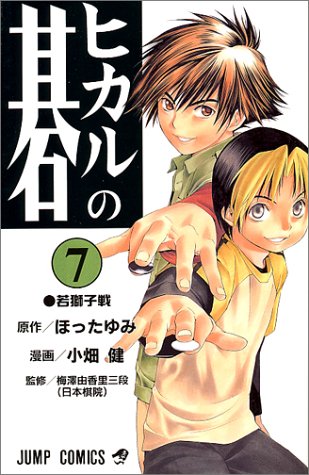 ヒカルの
碁
7
●若獅子戦
原作／ほったゆみ
漫画／小畑 健
監修／梅澤由香里三段
（日本棋院）
JUMP COMICS